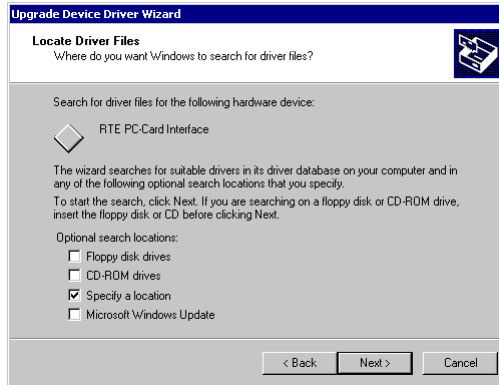 Upgrade Device Driver Wizard
Locate Driver Files
Where do you want Windows to search for driver files?
Search for driver files for the following hardware device:
RTE PC-Card Interface
The wizard searches for suitable drivers in its driver database on your computer and in
any of the following optional search locations that you specify.
To start the search, click Next. If you are searching on a floppy disk or CD-ROM drive,
insert the floppy disk or CD before clicking Next.
Optional search locations:
Floppy disk drives
CD-ROM drives
Specify a location
Microsoft Windows Update
< Back Next > Cancel